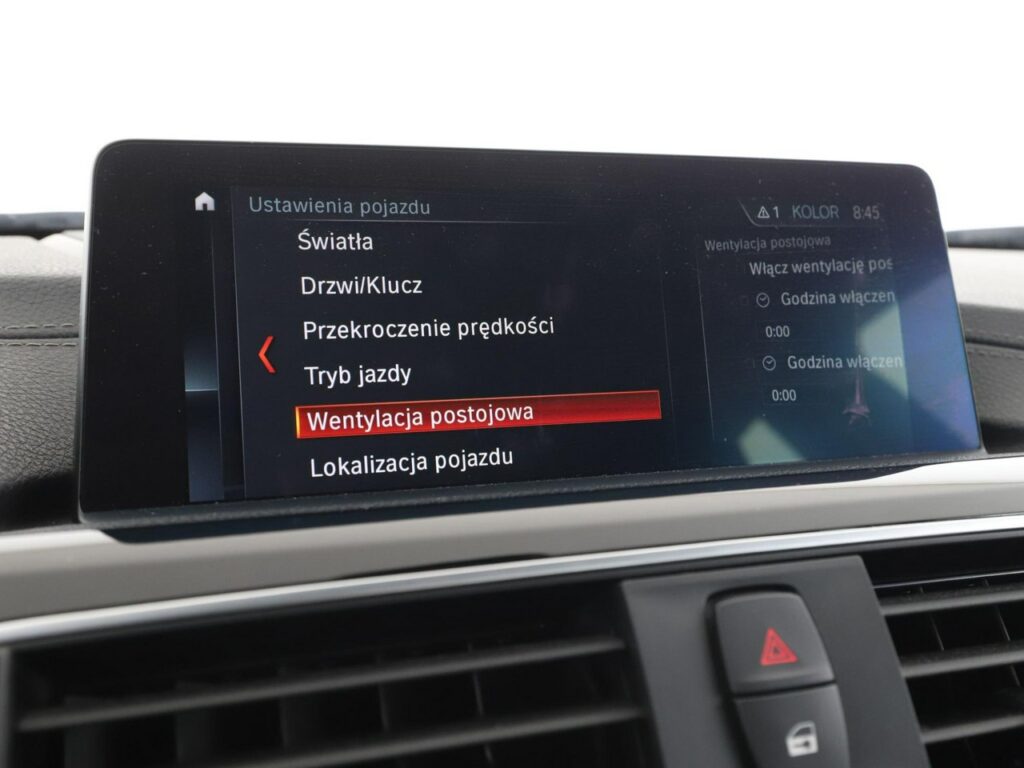 Ustawienia pojazdu
1 KOLOR 8:45
Światła
Drzwi/Klucz
Przekroczenie prędkości
Tryb jazdy
Wentylacja postojowa
Lokalizacja pojazdu
Wentylacja postojowa
Włącz wentylację pos
Godzina włączen
0:00
Godzina włączen
0:00